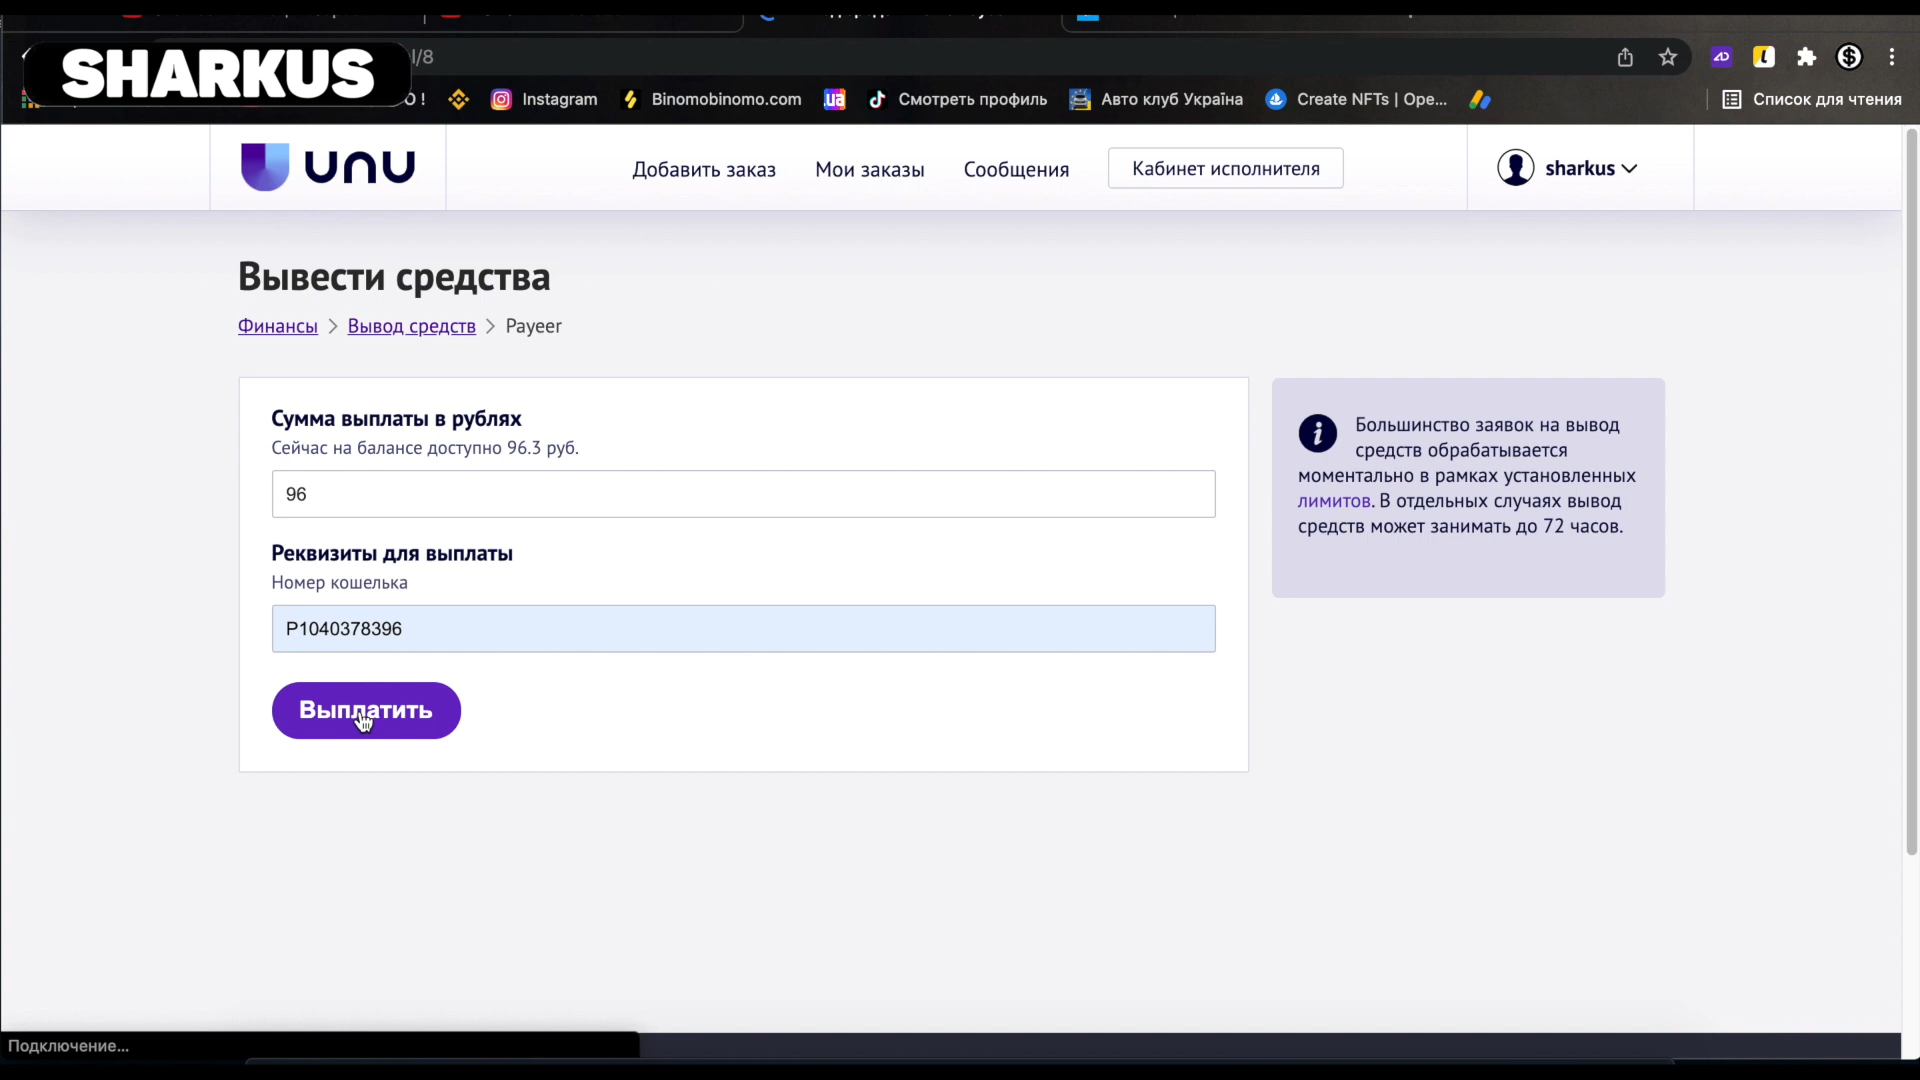 SHARKUS
l/8
O !
Instagram
Binomobinomo.com
Смотреть профиль
Авто клуб Україна
Create NFTs | Ope...
Список для чтения
unu
Добавить заказ
Мои заказы
Сообщения
Кабинет исполнителя
sharkus
Вывести средства
Финансы > Вывод средств > Payeer
Сумма выплаты в рублях
Сейчас на балансе доступно 96.3 руб.
96
Реквизиты для выплаты
Номер кошелька
P1040378396
Выплатить
Большинство заявок на вывод
средств обрабатывается
моментально в рамках установленных
лимитов. В отдельных случаях вывод
средств может занимать до 72 часов.
Подключение...